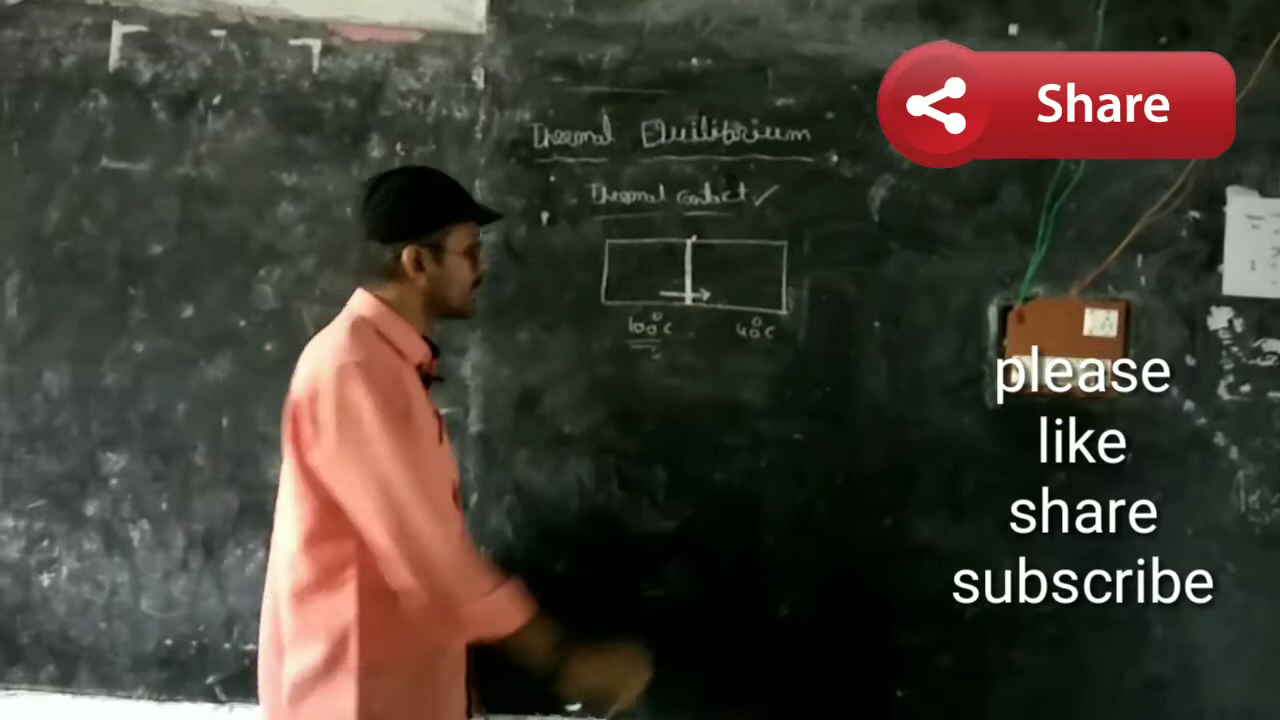 Thermal Equilibrium
Thermal contact ✓
100°C 40°C
Share
please
like
share
subscribe